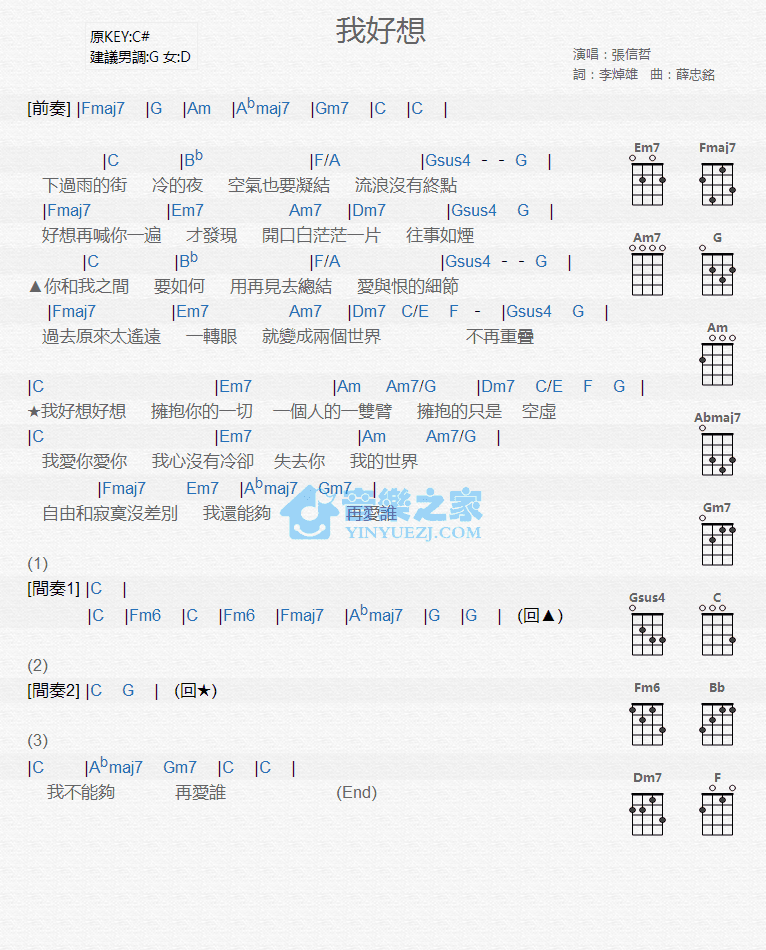 我好想
原KEY:C#
建議男調:G 女:D
演唱：張信哲
詞：李焯雄　曲：薛忠銘
[前奏] |Fmaj7 |G |Am |Abmaj7 |Gm7 |C |C |
|C |Bb |F/A |Gsus4 - - G |
下過雨的街 冷的夜 空氣也要凝結 流浪沒有終點
|Fmaj7 |Em7 Am7 |Dm7 |Gsus4 G |
好想再喊你一遍 才發現 開口白茫茫一片 往事如煙
|C |Bb |F/A |Gsus4 - - G |
▲你和我之間 要如何 用再見去總結 愛與恨的細節
|Fmaj7 |Em7 Am7 |Dm7 C/E F - |Gsus4 G |
過去原來太遙遠 一轉眼 就變成兩個世界 不再重疊
|C |Em7 |Am Am7/G |Dm7 C/E F G |
★我好想好想 擁抱你的一切 一個人的一雙臂 擁抱的只是 空虛
|C |Em7 |Am Am7/G |
我愛你愛你 我心沒有冷卻 失去你 我的世界
|Fmaj7 Em7 |Abmaj7 Gm7 |
自由和寂寞沒差別 我還能夠 再愛誰
音樂之家
YINYUEZJ.COM
(1)
[間奏1] |C |
|C |Fm6 |C |Fm6 |Fmaj7 |Abmaj7 |G |G | (回▲)
(2)
[間奏2] |C G | (回★)
(3)
|C |Abmaj7 Gm7 |C |C |
我不能夠 再愛誰 (End)
Em7 Fmaj7
Am7 G
Am
Abmaj7
Gm7
Gsus4 C
Fm6 Bb
Dm7 F